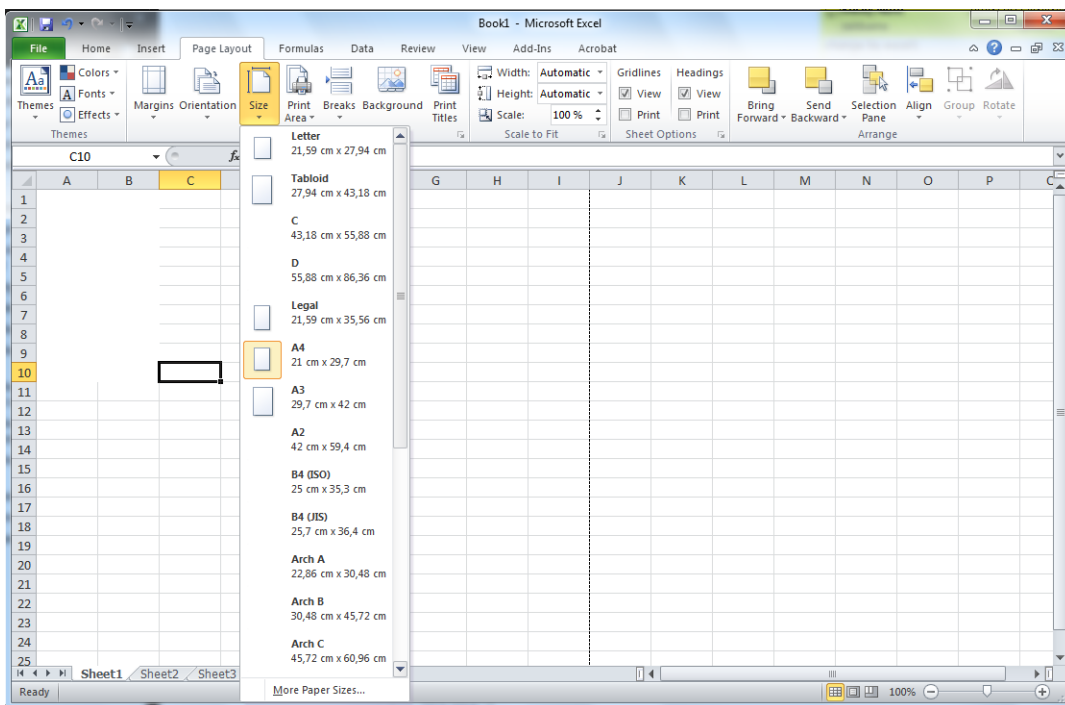 Book1 - Microsoft Excel
File Home Insert Page Layout Formulas Data Review View Add-Ins Acrobat
Themes
Colors
Fonts
Effects
Themes
Margins
Orientation
Size
Print Area
Breaks
Background
Print Titles
Width: Automatic
Height: Automatic
Scale: 100 %
Scale to Fit
Gridlines Headings
View View
Print Print
Sheet Options
Bring Forward
Send Backward
Selection Pane
Align
Group
Rotate
Arrange
C10
A B C G H I J K L M N O P
Letter
21,59 cm x 27,94 cm
Tabloid
27,94 cm x 43,18 cm
C
43,18 cm x 55,88 cm
D
55,88 cm x 86,36 cm
Legal
21,59 cm x 35,56 cm
A4
21 cm x 29,7 cm
A3
29,7 cm x 42 cm
A2
42 cm x 59,4 cm
B4 (ISO)
25 cm x 35,3 cm
B4 (JIS)
25,7 cm x 36,4 cm
Arch A
22,86 cm x 30,48 cm
Arch B
30,48 cm x 45,72 cm
Arch C
45,72 cm x 60,96 cm
More Paper Sizes...
1
2
3
4
5
6
7
8
9
10
11
12
13
14
15
16
17
18
19
20
21
22
23
24
25
Sheet1 Sheet2 Sheet3
Ready
100%